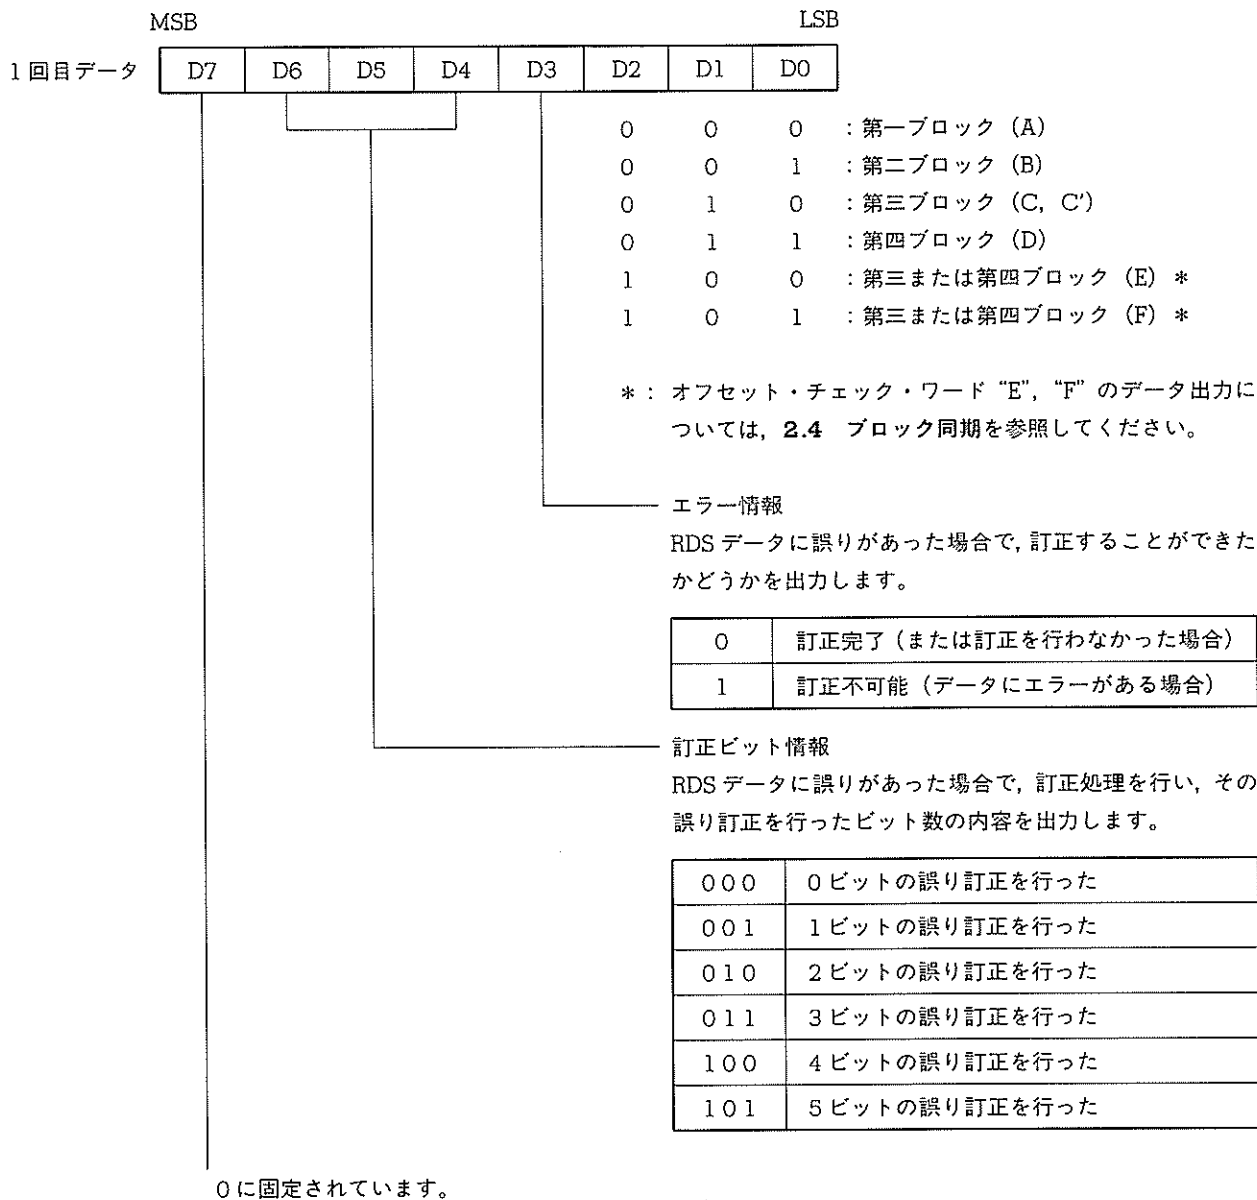 MSB LSB
1回目データ D7 D6 D5 D4 D3 D2 D1 D0
0 0 0 :第一ブロック (A)
0 0 1 :第二ブロック (B)
0 1 0 :第三ブロック (C, C′)
0 1 1 :第四ブロック (D)
1 0 0 :第三または第四ブロック (E) *
1 0 1 :第三または第四ブロック (F) *
*: オフセット・チェック・ワード “E”, “F” のデータ出力に
ついては, 2.4 ブロック同期を参照してください。
エラー情報
RDS データに誤りがあった場合で, 訂正することができた
かどうかを出力します。
0 訂正完了 (または訂正を行わなかった場合)
1 訂正不可能 (データにエラーがある場合)
訂正ビット情報
RDS データに誤りがあった場合で, 訂正処理を行い, その
誤り訂正を行ったビット数の内容を出力します。
000 0ビットの誤り訂正を行った
001 1ビットの誤り訂正を行った
010 2ビットの誤り訂正を行った
011 3ビットの誤り訂正を行った
100 4ビットの誤り訂正を行った
101 5ビットの誤り訂正を行った
0に固定されています。